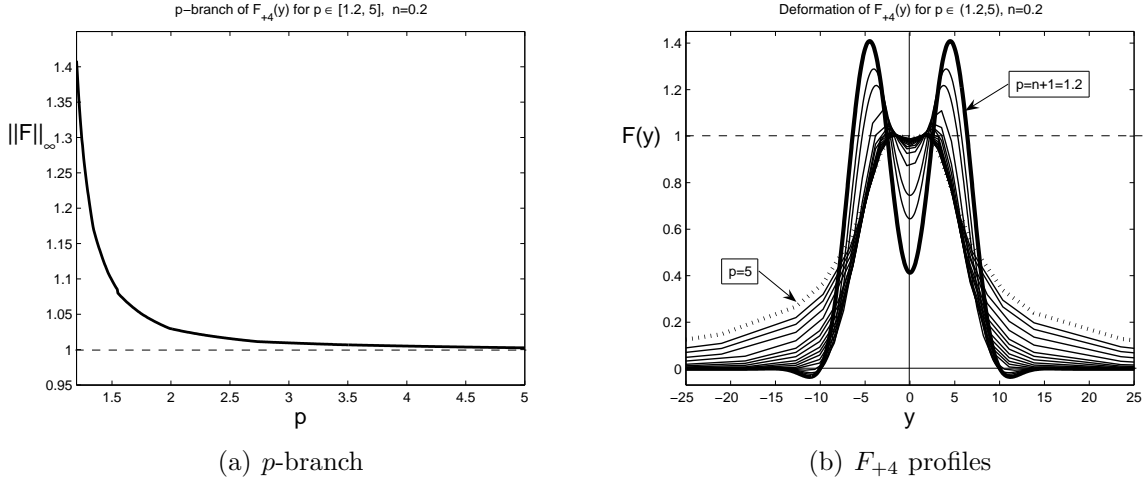 p−branch of F+4(y) for p ∈ [1.2, 5], n=0.2
||F||∞
1.4
1.35
1.3
1.25
1.2
1.15
1.1
1.05
1
0.95
1.5 2 2.5 3 3.5 4 4.5 5
p
(a) p-branch
Deformation of F+4(y) for p ∈ (1.2,5), n=0.2
F(y)
1.4
1.2
1
0.8
0.6
0.4
0.2
0
p=n+1=1.2
p=5
−25 −20 −15 −10 −5 0 5 10 15 20 25
y
(b) F+4 profiles